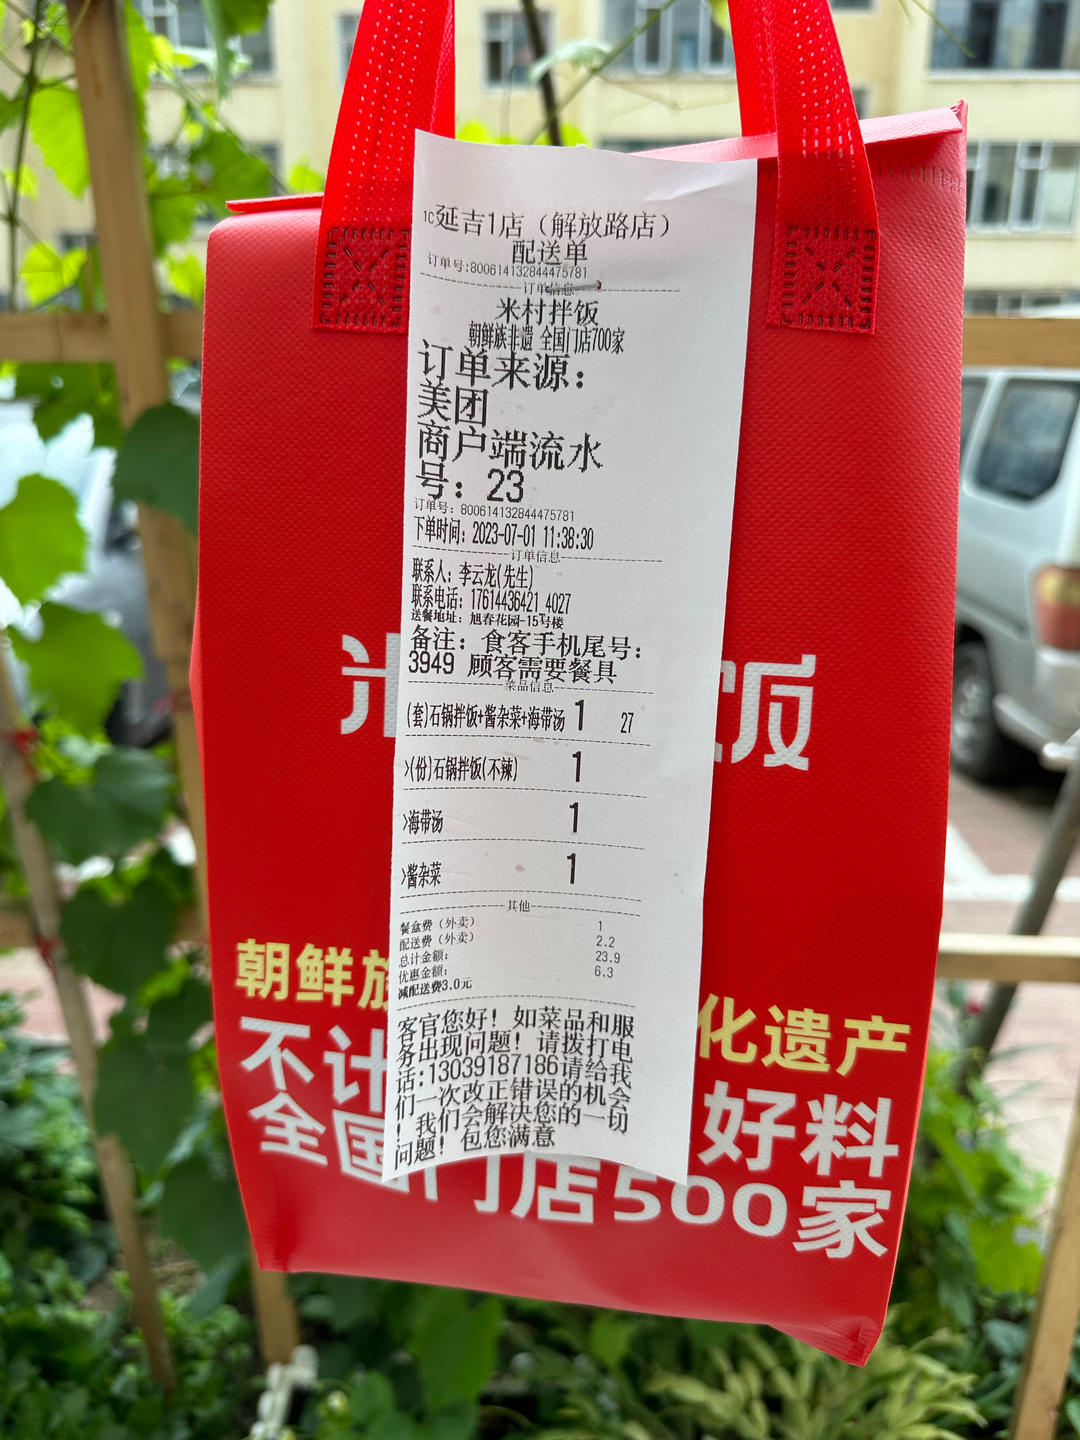 1C延吉1店（解放路店）
配送单
订单号:800614132844475781
订单信息
米村拌饭
朝鲜族非遗 全国门店700家
订单来源：
美团
商户端流水
号：23
订单号：800614132844475781
下单时间：2023-07-01 11:38:30
订单信息
联系人：李云龙(先生)
联系电话：17614436421_4027
送餐地址：旭春花园-15号楼
备注：食客手机尾号：
3949 顾客需要餐具
菜品信息
(套)石锅拌饭+酱杂菜+海带汤 1 27
>(份)石锅拌饭(不辣) 1
>海带汤 1
>酱杂菜 1
其他
餐盒费（外卖） 1
配送费（外卖） 2.2
总计金额： 23.9
优惠金额： 6.3
减配送费3.0元
客官您好！如菜品和服
务出现问题！请拨打电
话:13039187186请给我
们一次改正错误的机会
！我们会解决您的一切
问题！包您满意
米 饭
朝鲜族 化遗产
不计 好料
全国门店500家